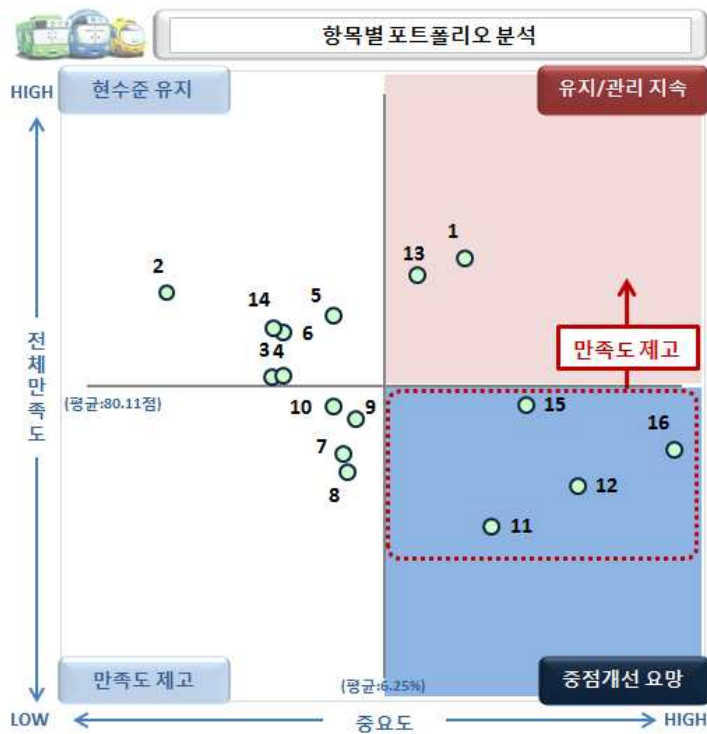 항목별 포트폴리오 분석
HIGH
현수준 유지
유지/관리 지속
1
13
2
5
14
6
3 4
만족도 제고
전체만족도
(평균:80.11점)
10
9
15
16
7
12
8
11
만족도 제고
(평균:6.25%)
중점개선 요망
LOW
중요도
HIGH